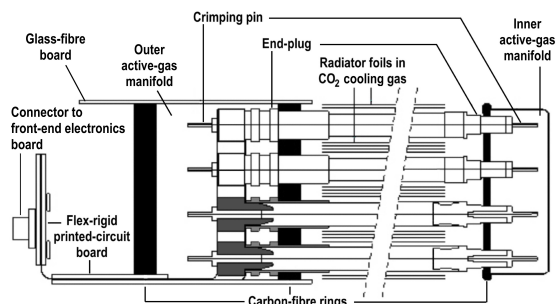 Crimping pin
Inner
active-gas
manifold
Glass-fibre
board
Outer
active-gas
manifold
End-plug
Radiator foils in
CO2 cooling gas
Connector to
front-end electronics
board
Flex-rigid
printed-circuit
board
Carbon-fibre rings